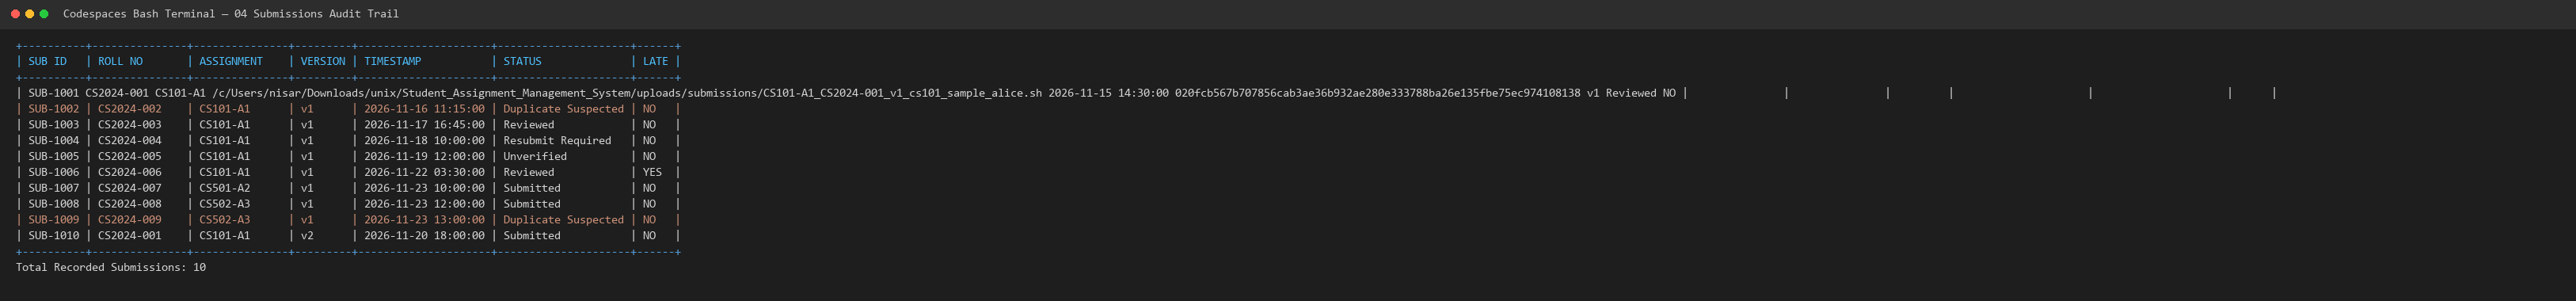 Codespaces Bash Terminal — 04 Submissions Audit Trail
+----------+---------------+---------------+---------+---------------------+---------------------+------+
| SUB ID   | ROLL NO       | ASSIGNMENT    | VERSION | TIMESTAMP           | STATUS              | LATE |
+----------+---------------+---------------+---------+---------------------+---------------------+------+
| SUB-1001 CS2024-001 CS101-A1 /c/Users/nisar/Downloads/unix/Student_Assignment_Management_System/uploads/submissions/CS101-A1_CS2024-001_v1_cs101_sample_alice.sh 2026-11-15 14:30:00 020fcb567b707856cab3ae36b932ae280e333788ba26e135fbe75ec974108138 v1 Reviewed NO |               |               |         |                     |                     |      |
| SUB-1002 | CS2024-002    | CS101-A1      | v1      | 2026-11-16 11:15:00 | Duplicate Suspected | NO   |
| SUB-1003 | CS2024-003    | CS101-A1      | v1      | 2026-11-17 16:45:00 | Reviewed            | NO   |
| SUB-1004 | CS2024-004    | CS101-A1      | v1      | 2026-11-18 10:00:00 | Resubmit Required   | NO   |
| SUB-1005 | CS2024-005    | CS101-A1      | v1      | 2026-11-19 12:00:00 | Unverified          | NO   |
| SUB-1006 | CS2024-006    | CS101-A1      | v1      | 2026-11-22 03:30:00 | Reviewed            | YES  |
| SUB-1007 | CS2024-007    | CS501-A2      | v1      | 2026-11-23 10:00:00 | Submitted           | NO   |
| SUB-1008 | CS2024-008    | CS502-A3      | v1      | 2026-11-23 12:00:00 | Submitted           | NO   |
| SUB-1009 | CS2024-009    | CS502-A3      | v1      | 2026-11-23 13:00:00 | Duplicate Suspected | NO   |
| SUB-1010 | CS2024-001    | CS101-A1      | v2      | 2026-11-20 18:00:00 | Submitted           | NO   |
+----------+---------------+---------------+---------+---------------------+---------------------+------+
Total Recorded Submissions: 10